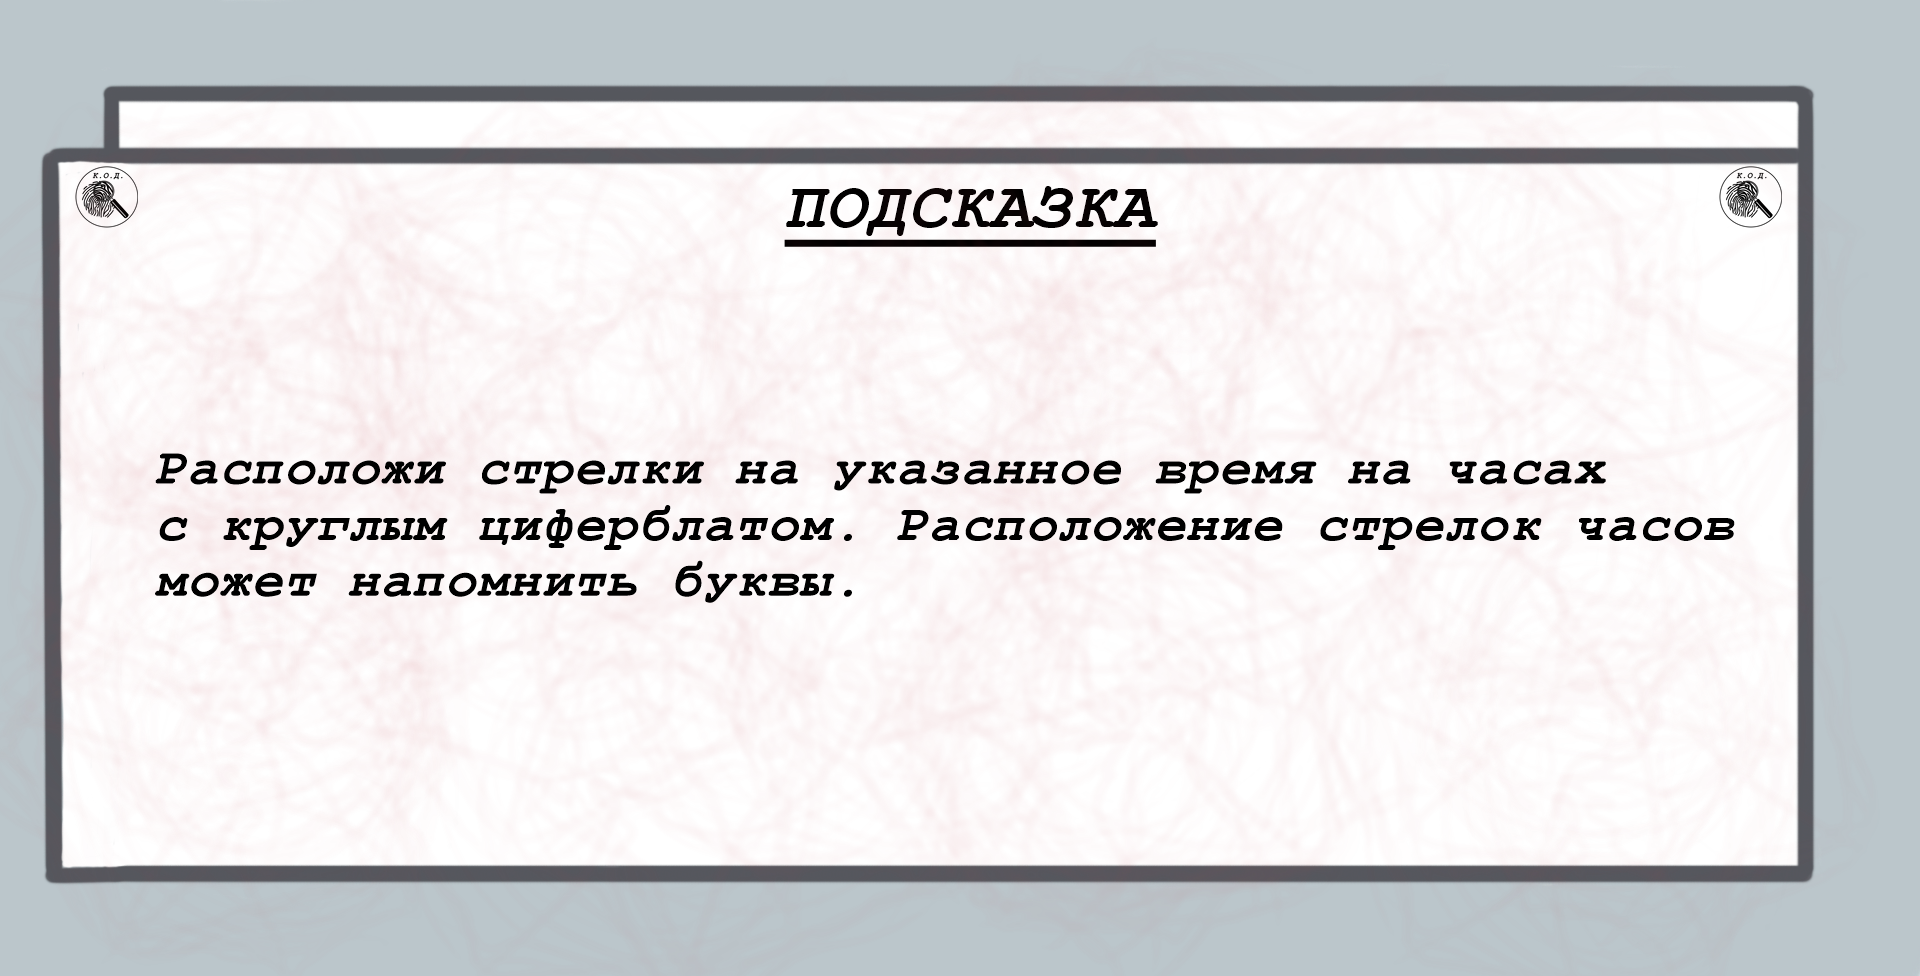 К.О.Д.
К.О.Д.
ПОДСКАЗКА
Расположи стрелки на указанное время на часах
с круглым циферблатом. Расположение стрелок часов
может напомнить буквы.